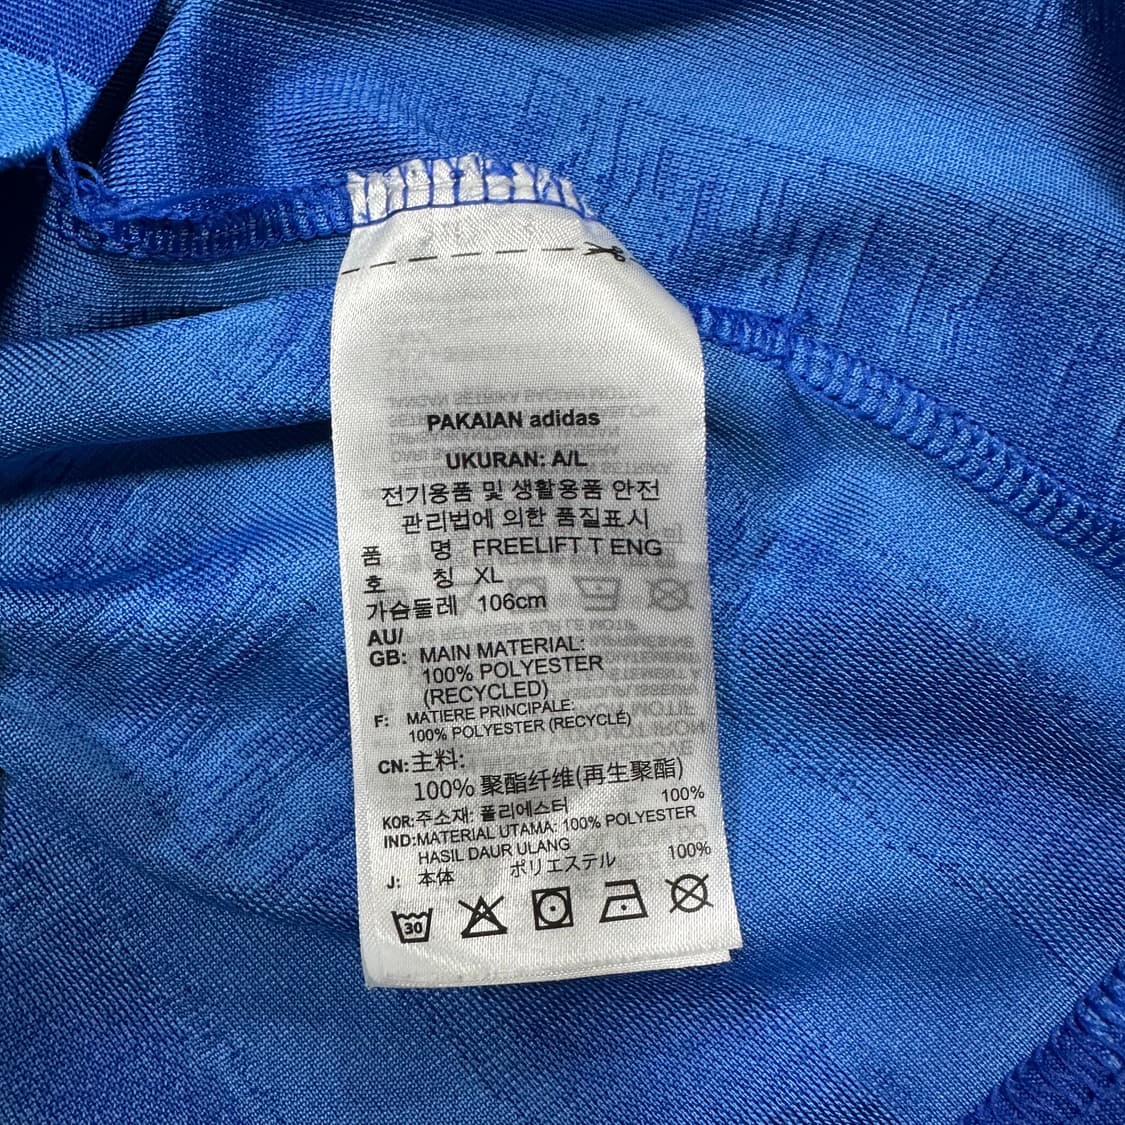 PAKAIAN adidas
UKURAN: A/L
전기용품 및 생활용품 안전
관리법에 의한 품질표시
품 명 FREELIFT T ENG
호 칭 XL
가슴둘레 106cm
AU/
GB: MAIN MATERIAL:
100% POLYESTER
(RECYCLED)
F: MATIERE PRINCIPALE:
100% POLYESTER (RECYCLÉ)
CN: 主料:
100% 聚酯纤维(再生聚酯)
KOR: 주소재: 폴리에스터 100%
IND: MATERIAL UTAMA: 100% POLYESTER
HASIL DAUR ULANG
J: 本体 ポリエステル 100%
30